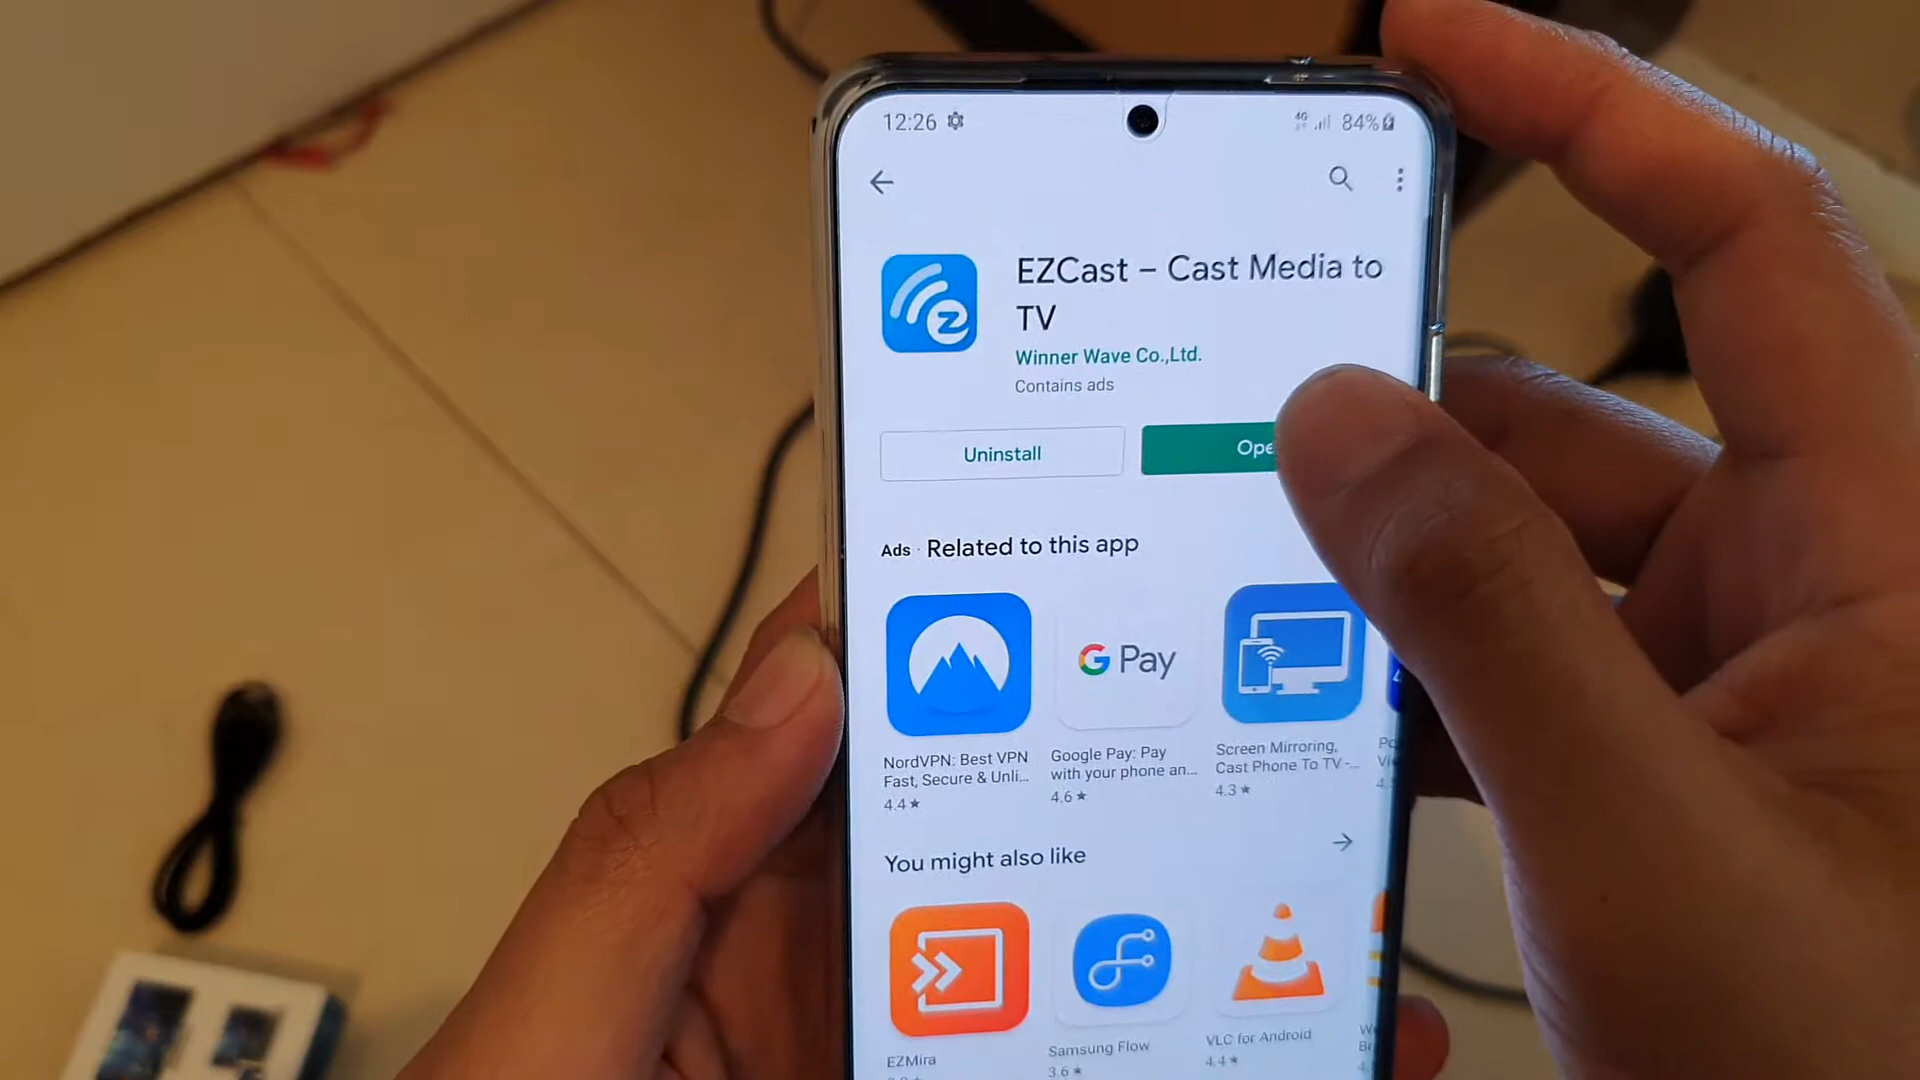 12:26
4G
84%
EZCast – Cast Media to
TV
Winner Wave Co.,Ltd.
Contains ads
Uninstall
Ope
Ads · Related to this app
G Pay
NordVPN: Best VPN
Fast, Secure & Unli...
4.4 ★
Google Pay: Pay
with your phone an...
4.6 ★
Screen Mirroring,
Cast Phone To TV -...
4.3 ★
You might also like
EZMira
Samsung Flow
3.6 ★
VLC for Android
4.4 ★